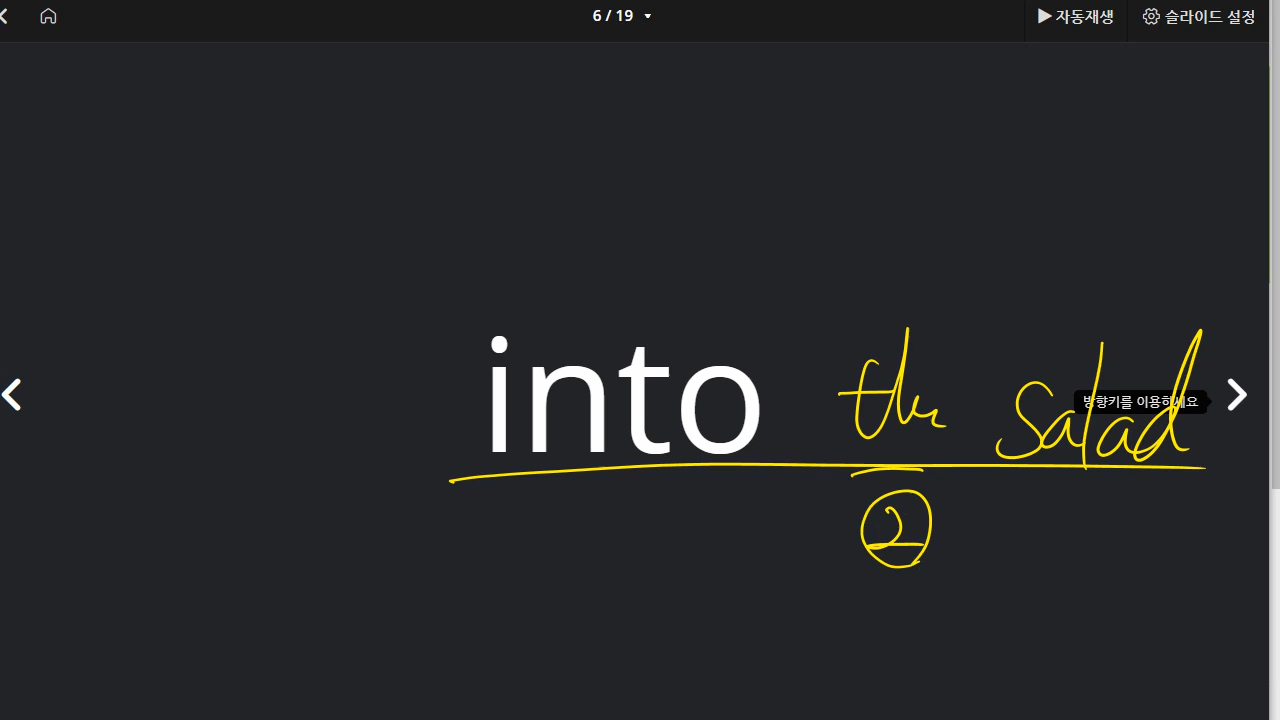 6 / 19
자동재생
슬라이드 설정
into the salad
방향키를 이용하세요
2